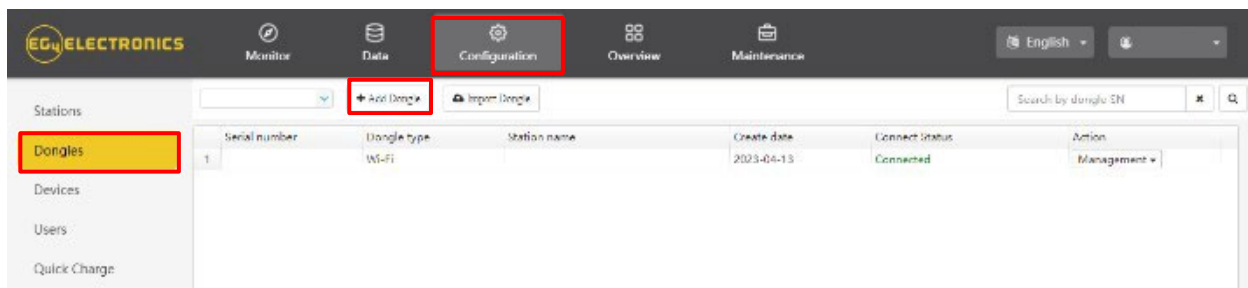 EG4 ELECTRONICS
Monitor
Data
Configuration
Overview
Maintenance
English
Stations
Dongles
Devices
Users
Quick Charge
+ Add Dongle
Import Dongle
Search by dongle SN
Serial number Dongle type Station name Create date Connect Status Action
1 Wi-Fi 2023-04-13 Connected Management